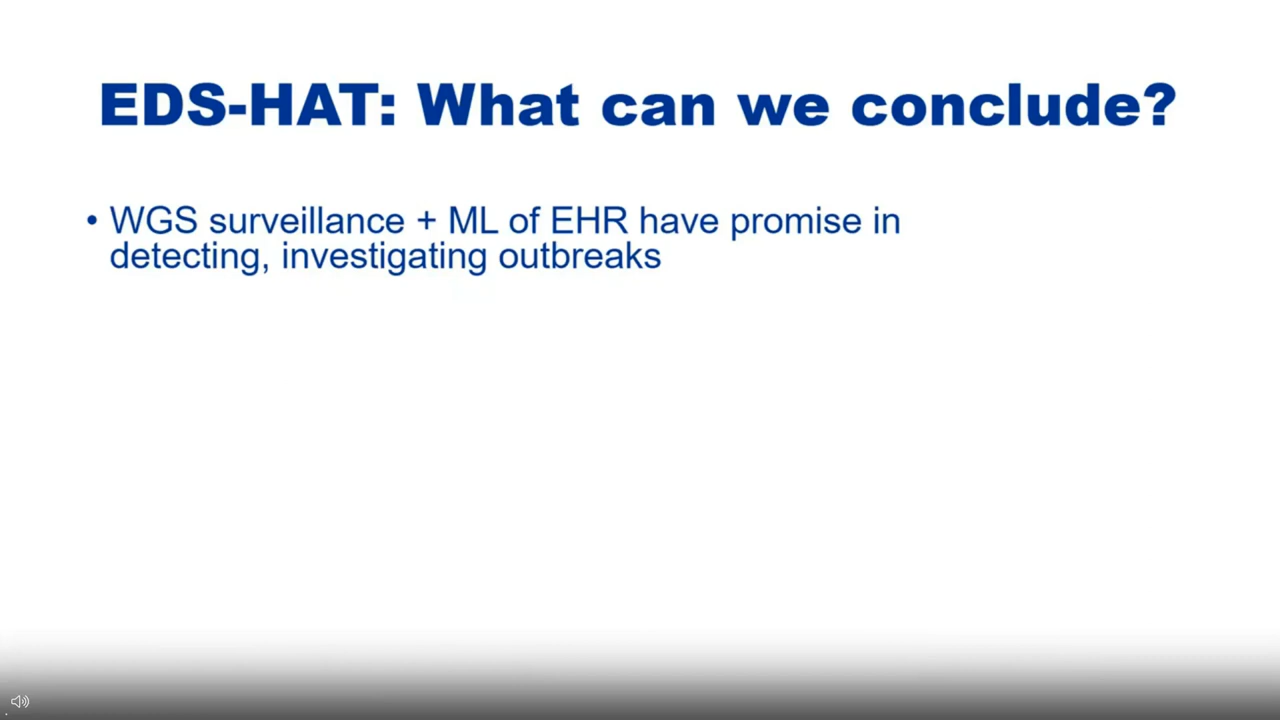 EDS-HAT: What can we conclude?
• WGS surveillance + ML of EHR have promise in
detecting, investigating outbreaks